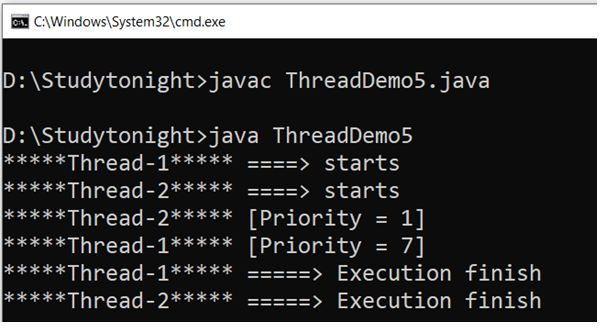 C:\Windows\System32\cmd.exe
D:\Studytonight>javac ThreadDemo5.java
D:\Studytonight>java ThreadDemo5
*****Thread-1***** ====> starts
*****Thread-2***** ====> starts
*****Thread-2***** [Priority = 1]
*****Thread-1***** [Priority = 7]
*****Thread-1***** =====> Execution finish
*****Thread-2***** =====> Execution finish